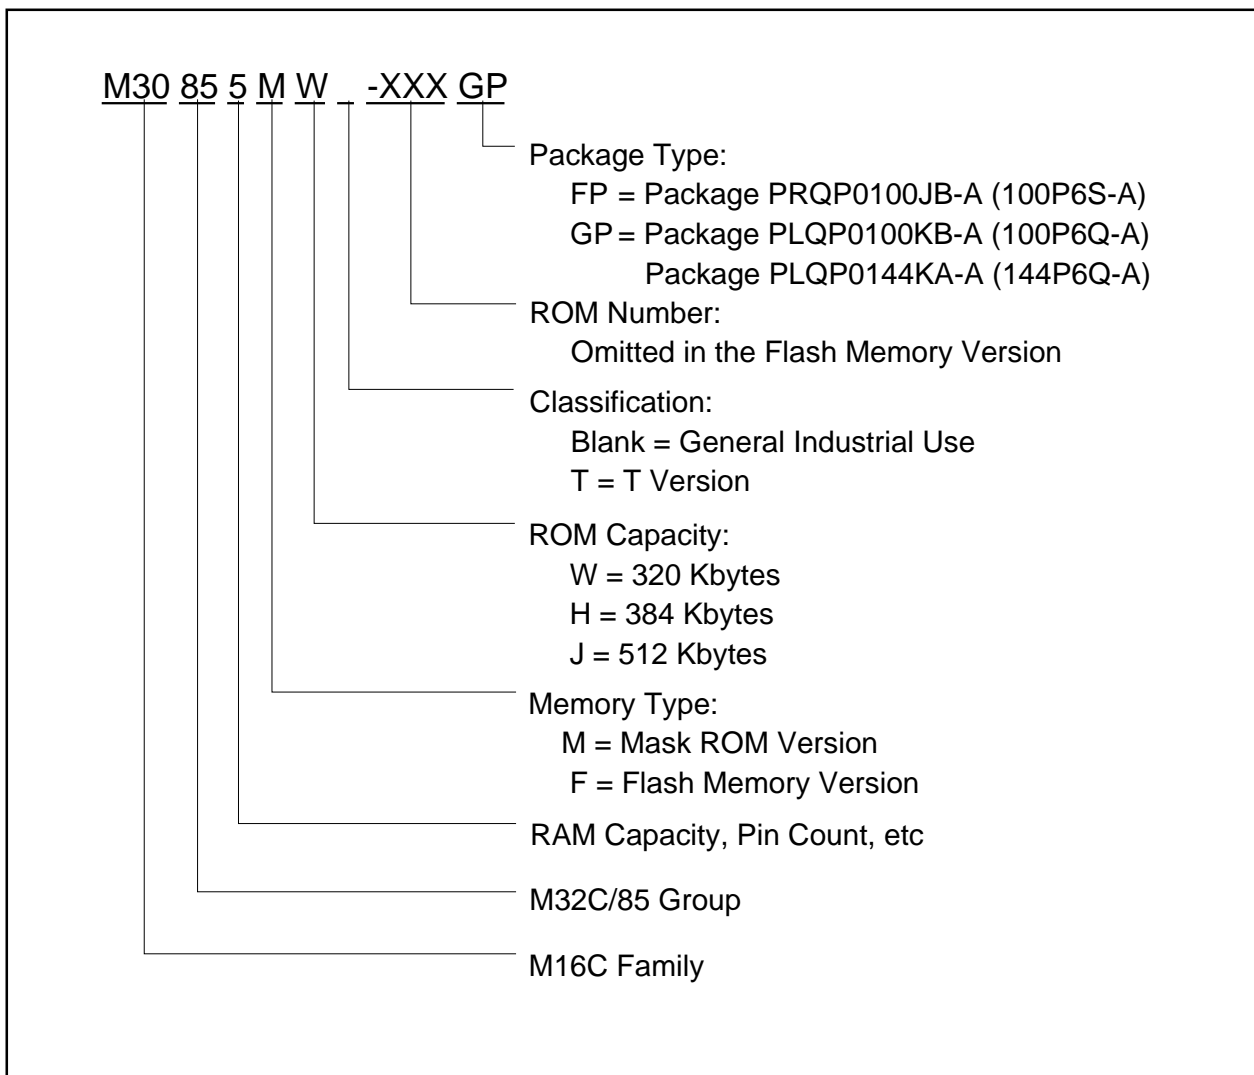 M30 85 5 M W _ -XXX GP
Package Type:
FP = Package PRQP0100JB-A (100P6S-A)
GP = Package PLQP0100KB-A (100P6Q-A)
Package PLQP0144KA-A (144P6Q-A)
ROM Number:
Omitted in the Flash Memory Version
Classification:
Blank = General Industrial Use
T = T Version
ROM Capacity:
W = 320 Kbytes
H = 384 Kbytes
J = 512 Kbytes
Memory Type:
M = Mask ROM Version
F = Flash Memory Version
RAM Capacity, Pin Count, etc
M32C/85 Group
M16C Family